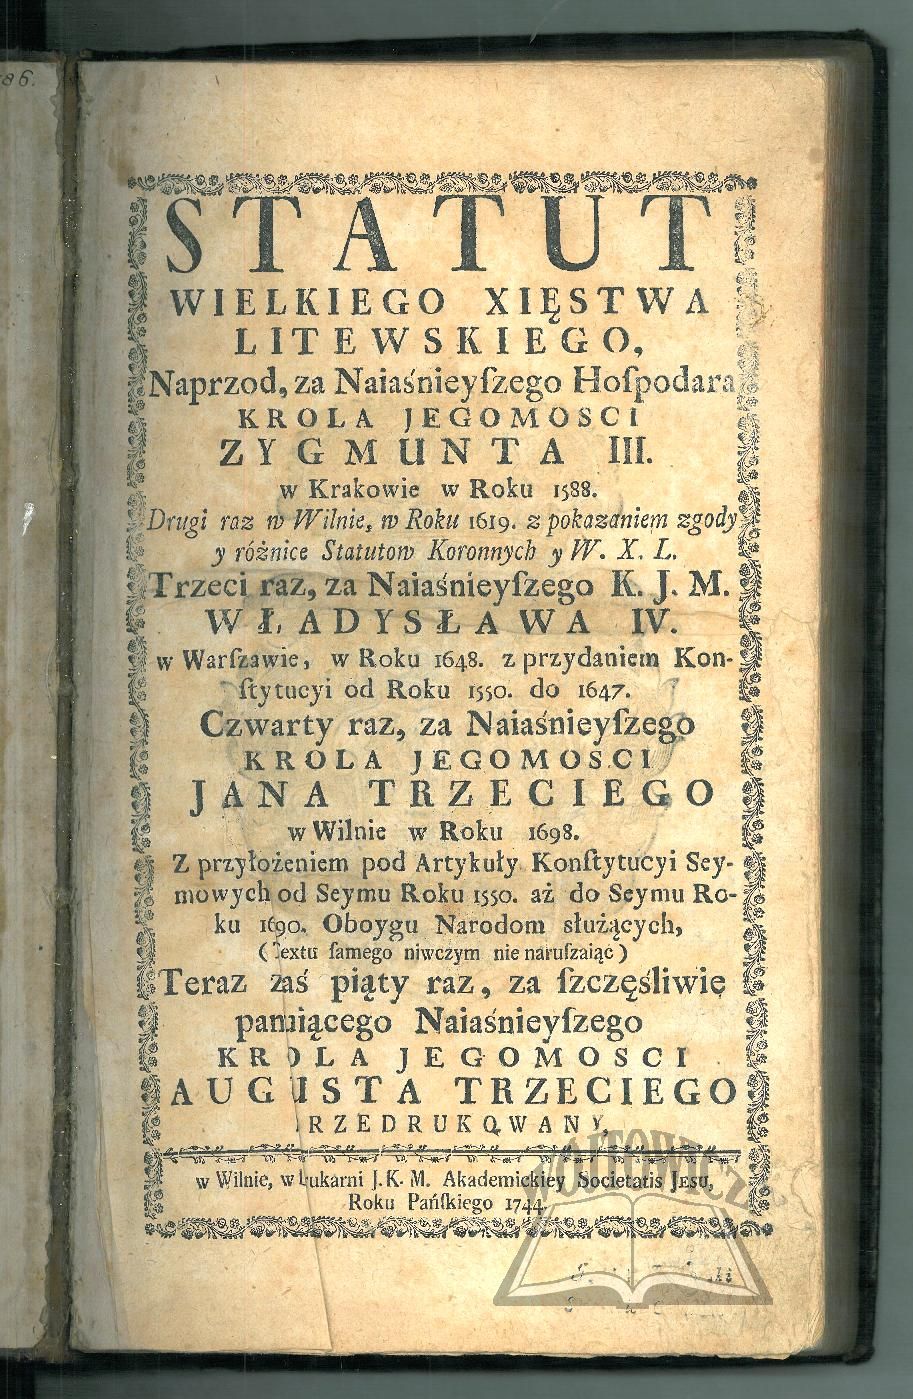 86.
STATUT
WIELKIEGO XIĘSTWA
LITEWSKIEGO,
Naprzod, za Naiaśnieyſzego Hoſpodara
KROLA JEGOMOSCI
ZYGMUNTA III.
w Krakowie w Roku 1588.
Drugi raz w Wilnie, w Roku 1619. z pokazaniem zgody
y różnice Statutow Koronnych y W. X. L.
Trzeci raz, za Naiaśnieyſzego K. J. M.
WŁADYSŁAWA IV.
w Warſzawie, w Roku 1648. z przydaniem Kon-
ſtytucyi od Roku 1550. do 1647.
Czwarty raz, za Naiaśnieyſzego
KROLA JEGOMOSCI
JANA TRZECIEGO
w Wilnie w Roku 1698.
Z przyłożeniem pod Artykuły Konſtytucyi Sey-
mowych od Seymu Roku 1550. aż do Seymu Ro-
ku 1690. Oboygu Narodom służących,
(Textu ſamego niwczym nie naruſzaiąc)
Teraz zaś piąty raz, za ſzczęśliwie
panuiącego Naiaśnieyſzego
KROLA JEGOMOSCI
AUGUSTA TRZECIEGO
PRZEDRUKOWANY,
w Wilnie, w Drukarni J. K. M. Akademickiey Societatis JESU,
Roku Pańſkiego 1744.
WÓJTOWICZ